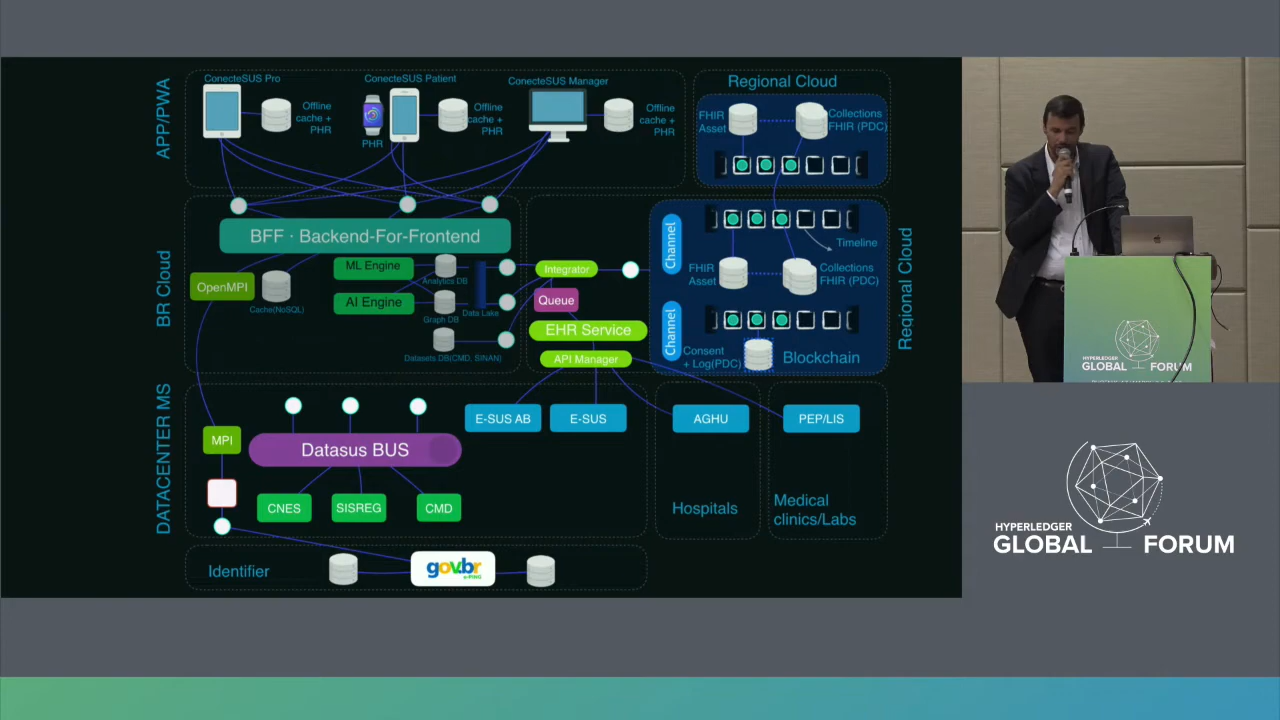 APP/PWA
ConecteSUS Pro
Offline
cache +
PHR
ConecteSUS Patient
PHR
Offline
cache +
PHR
ConecteSUS Manager
Offline
cache +
PHR
Regional Cloud
FHIR
Asset
Collections
FHIR (PDC)
BR Cloud
BFF · Backend-For-Frontend
OpenMPI
Cache(NoSQL)
ML Engine
Analytics DB
AI Engine
Graph DB
Data Lake
Datasets DB(CMD, SINAN)
Integrator
Queue
EHR Service
API Manager
Channel
Timeline
FHIR
Asset
Collections
FHIR (PDC)
Channel
Consent
+ Log(PDC)
Blockchain
Regional Cloud
DATACENTER MS
MPI
Datasus BUS
CNES
SISREG
CMD
E-SUS AB
E-SUS
AGHU
PEP/LIS
Hospitals
Medical
clinics/Labs
Identifier
gov.br
HYPERLEDGER
GLOBAL FORUM
HYPERLEDGER
GLOBAL FORUM